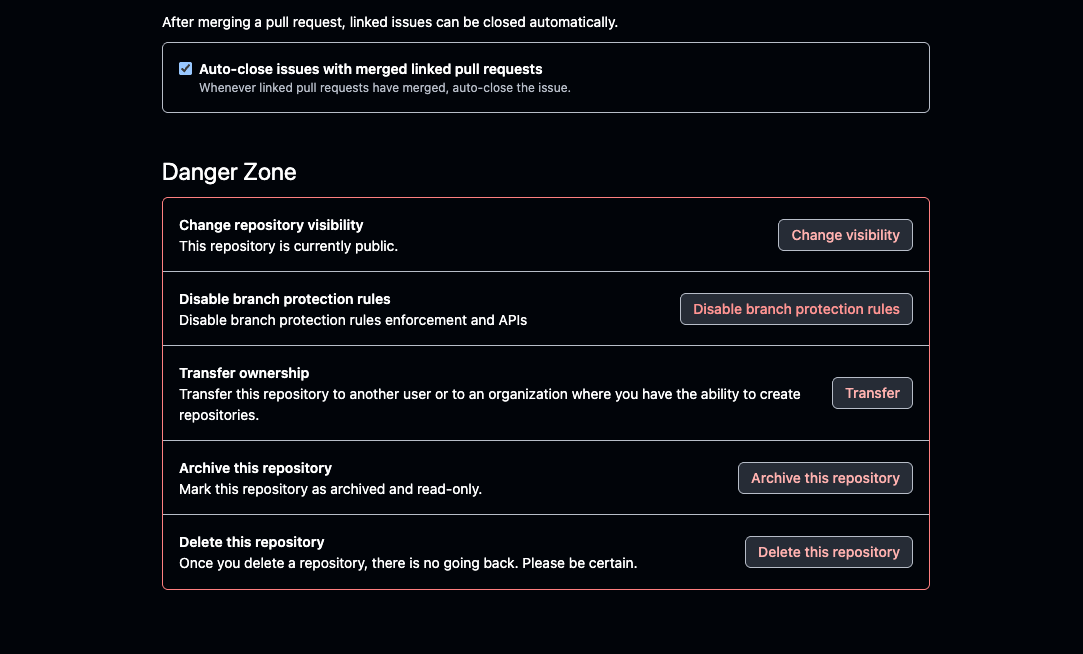 After merging a pull request, linked issues can be closed automatically.
Auto-close issues with merged linked pull requests
Whenever linked pull requests have merged, auto-close the issue.
Danger Zone
Change repository visibility
This repository is currently public.
Change visibility
Disable branch protection rules
Disable branch protection rules enforcement and APIs
Disable branch protection rules
Transfer ownership
Transfer this repository to another user or to an organization where you have the ability to create
repositories.
Transfer
Archive this repository
Mark this repository as archived and read-only.
Archive this repository
Delete this repository
Once you delete a repository, there is no going back. Please be certain.
Delete this repository